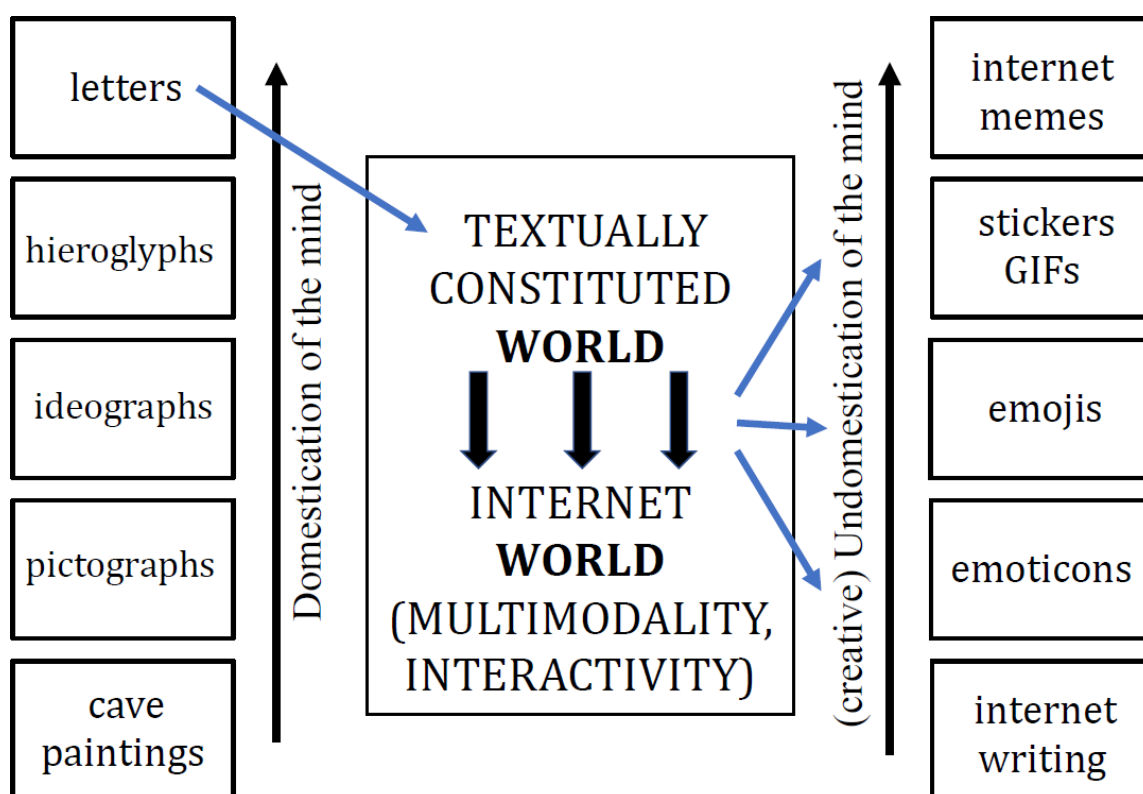 letters
hieroglyphs
ideographs
pictographs
cave
paintings
Domestication of the mind
TEXTUALLY
CONSTITUTED
WORLD
INTERNET
WORLD
(MULTIMODALITY,
INTERACTIVITY)
(creative) Undomestication of the mind
internet
memes
stickers
GIFs
emojis
emoticons
internet
writing